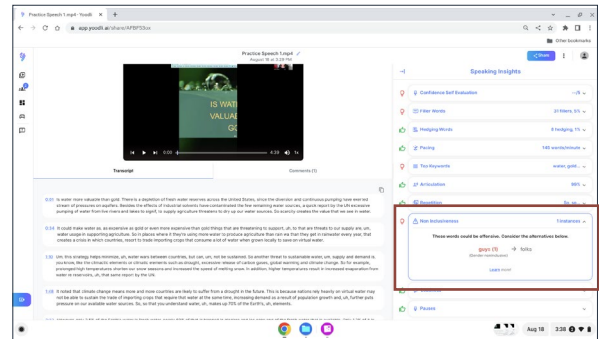 Practice Speech 1.mp4 - Yoodli
app.yoodli.ai/share/AFBPS3ox
Other bookmarks
Practice Speech 1.mp4
August 18 at 3:28 PM
Share
IS WAT
VALUAB
GO
0:00
4:39
1x
Transcript
Comments (1)
Speaking Insights
Confidence Self Evaluation
--/5
Filler Words
31 fillers, 5%
Hedging Words
8 hedging, 1%
Pacing
140 words/minute
Key Keywords
water, gold...
Articulation
86%
Repetition
So, so...
Non Inclusiveness
1 instances
These words could be offensive. Consider the alternatives below.
guys (1) → folks
(Gender Nonинclusive)
Learn more
Pauses
Is water more valuable than gold. There is a depletion of fresh water reserves across the United States, since the diversion and continuous pumping have levelled
stream of pressures on aquifers. Besides the effects of industrial solvents have contaminated the few remaining water sources, a quick report by the UN excessive
pumping of water from live rivers and lakes to
supply agriculture threatens to dry up our water sources. So scarcity creates the value that we see in water.
It could make water as, as expensive as gold or even more expensive than gold things that are threatening to support, uh, to that are threats to our supply are, um,
water usage in supporting agriculture. So in places where they're using more water to produce agriculture than rain via then they get in rainwater every year, that
creates a crisis in which countries, resort to trade importing crops that consume a lot of water when grown locally to save on virtual water.
Um, this strategy helps minimize, uh, water wars between countries, but can, um, not be sustained. So another threat to sustainable water, um, supply and demand is,
you know, like the climactic elements or climatic elements such as drought, excessive release of carbon gases, global warming and climate change. So for example,
prolonged high temperatures shorten our snow seasons and increased the speed of melting snow. In addition, higher temperatures result in increased evaporation from
water in reservoirs, uh, that same report by the UN.
It noted that climate change means more and more countries are likely to suffer from a drought in the future. This is because nations rely heavily on virtual water may
not be able to sustain the trade of importing crops that require that water at the same time, increasing demand as a result of population growth and, uh, further puts
pressure on our available water sources. So, so that you understand water, uh, makes up 70% of the Earth's, uh, elements.
Aug 18
3:38